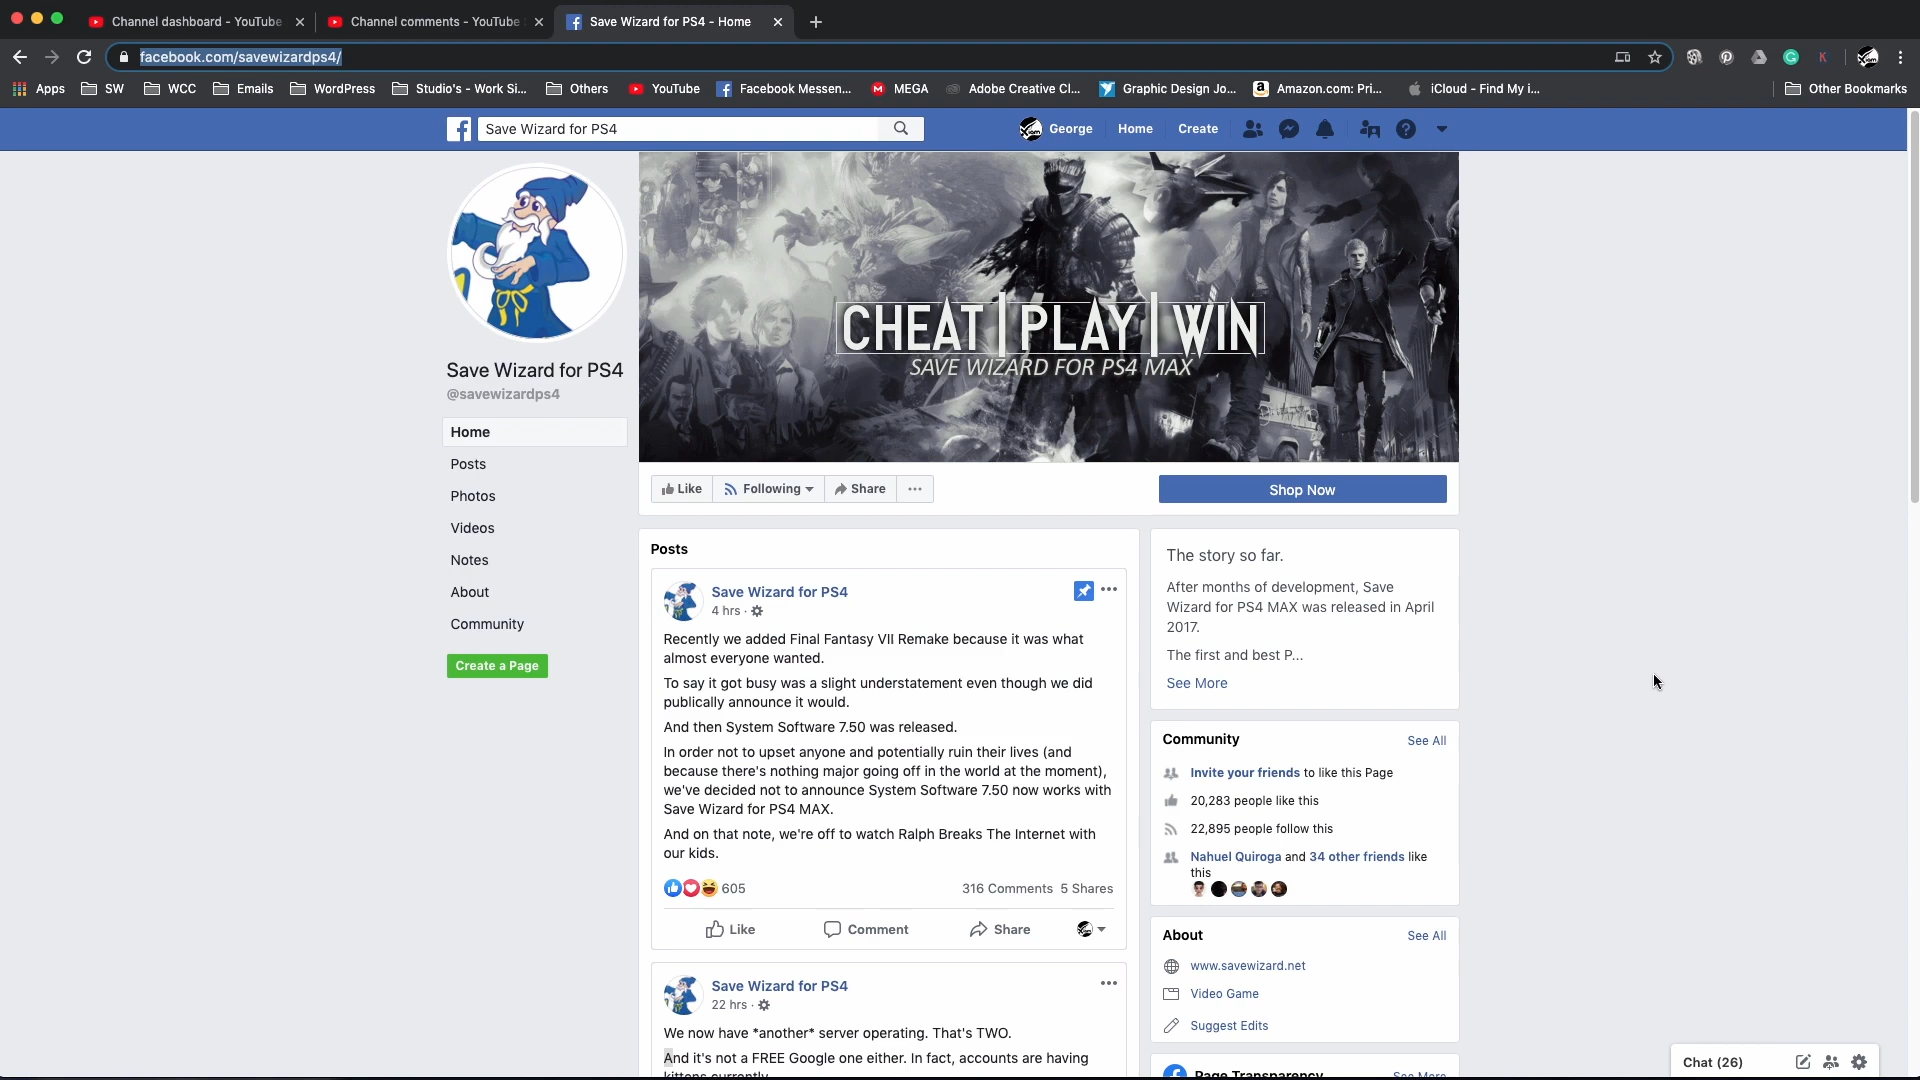 Channel dashboard - YouTube
Channel comments - YouTube
Save Wizard for PS4 - Home
facebook.com/savewizardps4/
Apps
SW
WCC
Emails
WordPress
Studio's - Work Si...
Others
YouTube
Facebook Messen...
MEGA
Adobe Creative Cl...
Graphic Design Jo...
Amazon.com: Pri...
iCloud - Find My i...
Other Bookmarks
Save Wizard for PS4
George
Home
Create
CHEAT|PLAY|WIN
SAVE WIZARD FOR PS4 MAX
Save Wizard for PS4
@savewizardps4
Home
Posts
Photos
Videos
Notes
About
Community
Create a Page
Like
Following
Share
Shop Now
Posts
Save Wizard for PS4
4 hrs ·
Recently we added Final Fantasy VII Remake because it was what
almost everyone wanted.
To say it got busy was a slight understatement even though we did
publically announce it would.
And then System Software 7.50 was released.
In order not to upset anyone and potentially ruin their lives (and
because there's nothing major going off in the world at the moment),
we've decided not to announce System Software 7.50 now works with
Save Wizard for PS4 MAX.
And on that note, we're off to watch Ralph Breaks The Internet with
our kids.
605
316 Comments 5 Shares
Like
Comment
Share
Save Wizard for PS4
22 hrs ·
We now have *another* server operating. That's TWO.
And it's not a FREE Google one either. In fact, accounts are having
kittens currently.
The story so far.
After months of development, Save
Wizard for PS4 MAX was released in April
2017.
The first and best P...
See More
Community
See All
Invite your friends to like this Page
20,283 people like this
22,895 people follow this
Nahuel Quiroga and 34 other friends like
this
About
See All
www.savewizard.net
Video Game
Suggest Edits
Page Transparency
See More
Chat (26)